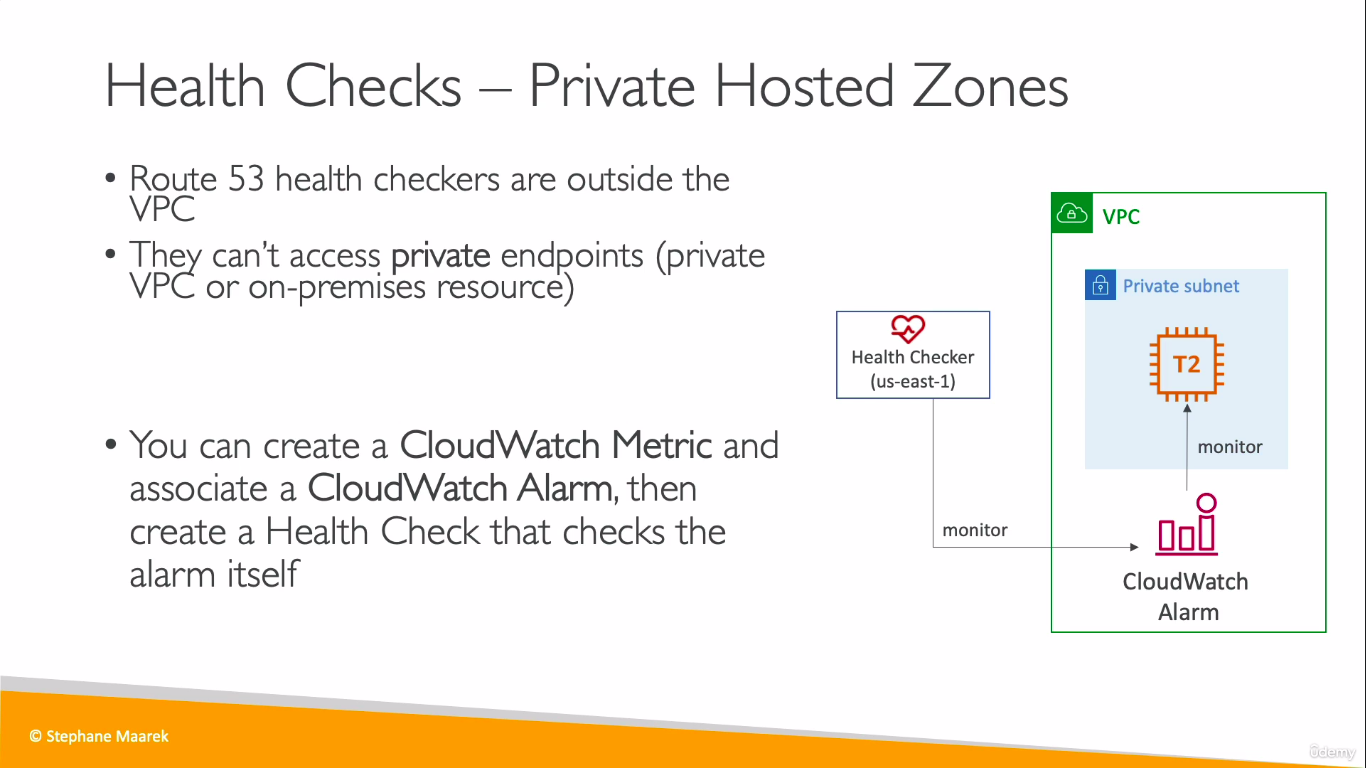 Health Checks – Private Hosted Zones
• Route 53 health checkers are outside the
VPC
• They can't access private endpoints (private
VPC or on-premises resource)
• You can create a CloudWatch Metric and
associate a CloudWatch Alarm, then
create a Health Check that checks the
alarm itself
VPC
Private subnet
T2
monitor
Health Checker
(us-east-1)
monitor
CloudWatch
Alarm
© Stephane Maarek
ûdemy